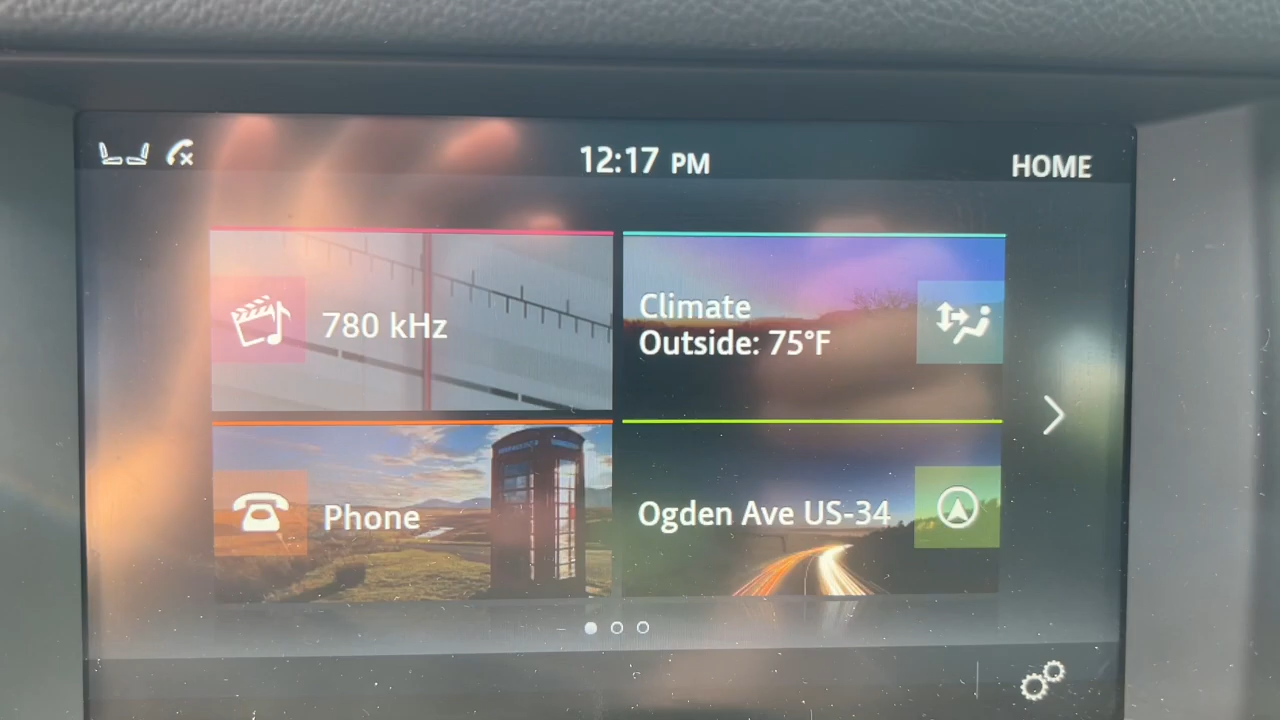 12:17 PM
HOME
780 kHz
Climate
Outside: 75°F
Phone
Ogden Ave US-34